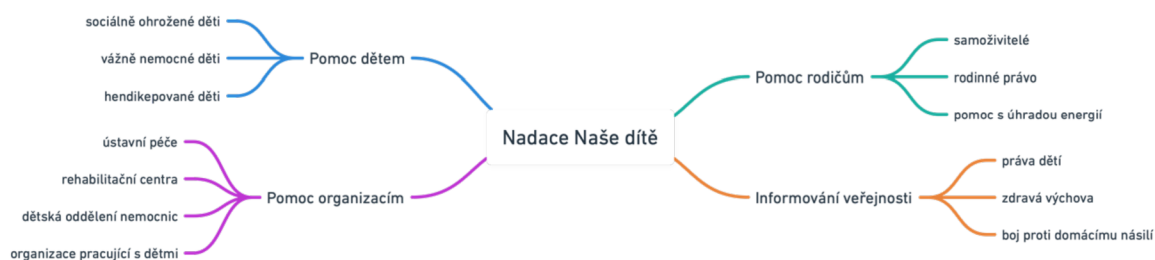 sociálně ohrožené děti
vážně nemocné děti
hendikepované děti
Pomoc dětem
ústavní péče
rehabilitační centra
dětská oddělení nemocnic
organizace pracující s dětmi
Pomoc organizacím
Nadace Naše dítě
Pomoc rodičům
samoživitelé
rodinné právo
pomoc s úhradou energií
Informování veřejnosti
práva dětí
zdravá výchova
boj proti domácímu násilí